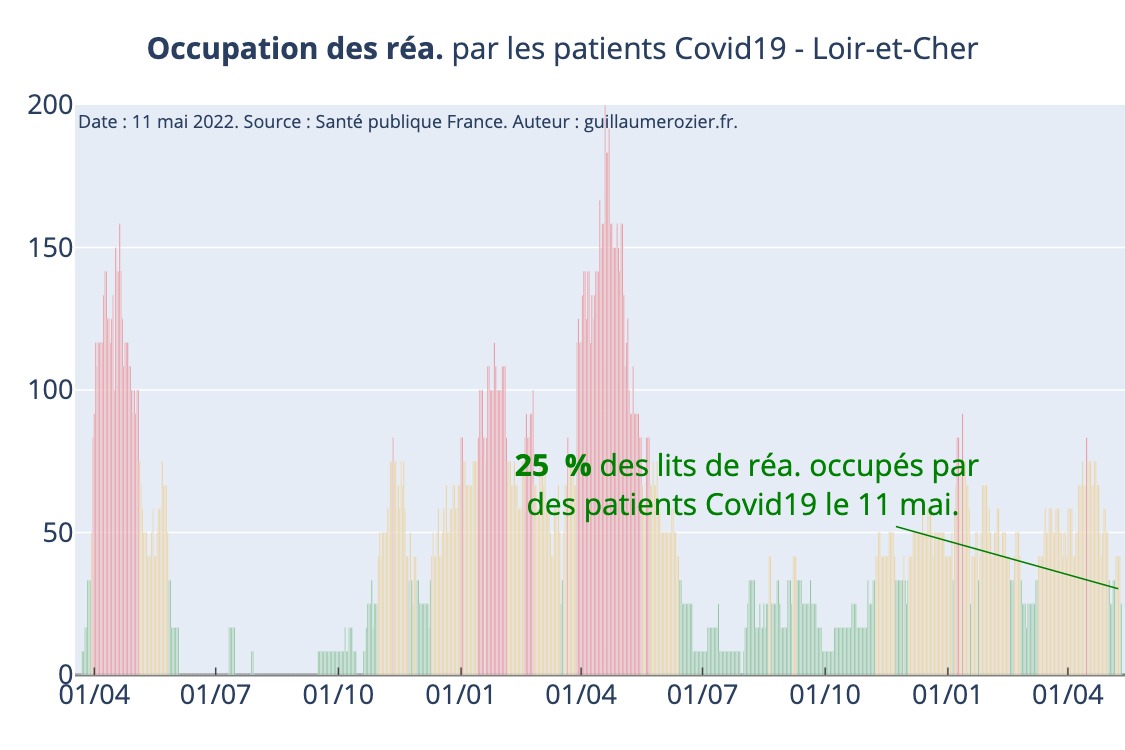 Occupation des réa. par les patients Covid19 - Loir-et-Cher
200
Date : 11 mai 2022. Source : Santé publique France. Auteur : guillaumerozier.fr.
150
100
25 % des lits de réa. occupés par
des patients Covid19 le 11 mai.
50
0
01/04 01/07 01/10 01/01 01/04 01/07 01/10 01/01 01/04